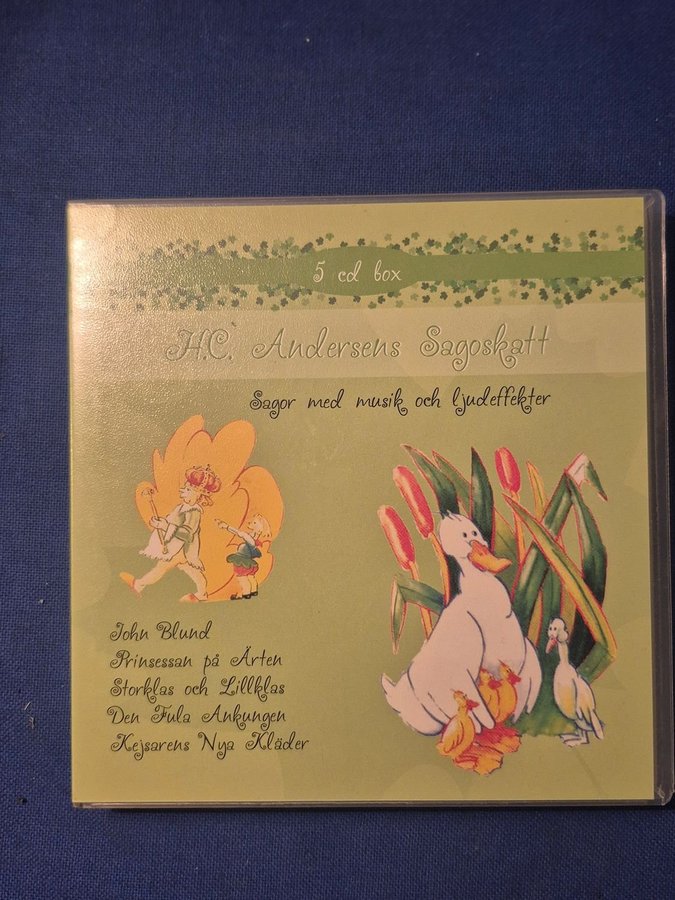 5 cd box
H.C. Andersens Sagoskatt
Sagor med musik och ljudeffekter
John Blund
Prinsessan på Ärten
Storklas och Lillklas
Den Fula Ankungen
Kejsarens Nya Kläder